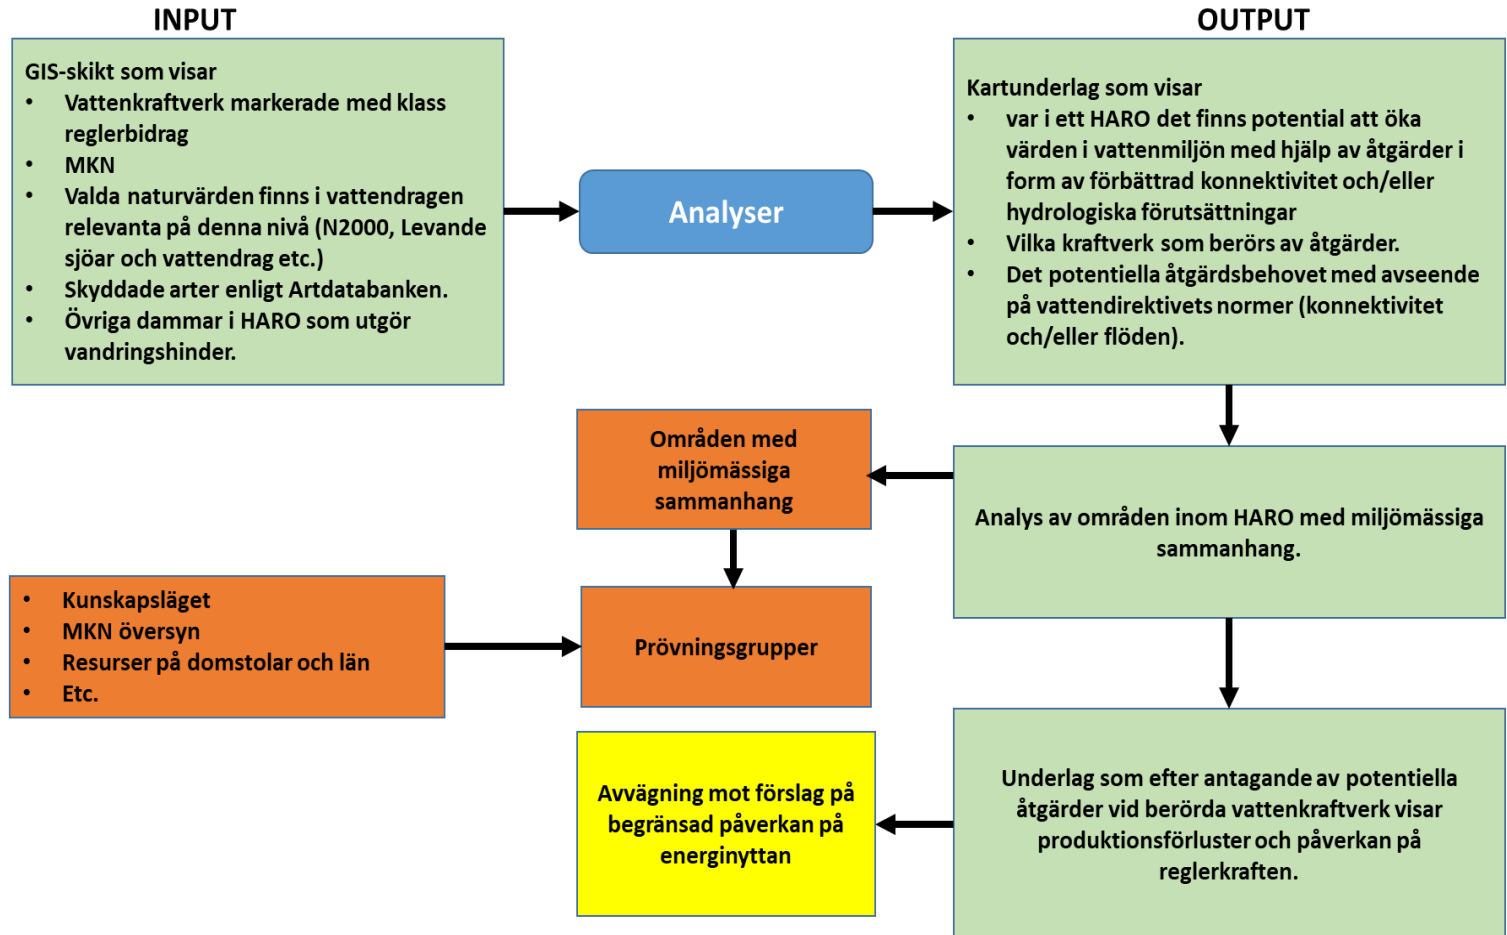 INPUT
GIS-skikt som visar
• Vattenkraftverk markerade med klass
reglerbidrag
• MKN
• Valda naturvärden finns i vattendragen
relevanta på denna nivå (N2000, Levande
sjöar och vattendrag etc.)
• Skyddade arter enligt Artdatabanken.
• Övriga dammar i HARO som utgör
vandringshinder.
Analyser
OUTPUT
Kartunderlag som visar
• var i ett HARO det finns potential att öka
värden i vattenmiljön med hjälp av åtgärder i
form av förbättrad konnektivitet och/eller
hydrologiska förutsättningar
• Vilka kraftverk som berörs av åtgärder.
• Det potentiella åtgärdsbehovet med avseende
på vattendirektivets normer (konnektivitet
och/eller flöden).
Områden med
miljömässiga
sammanhang
Analys av områden inom HARO med miljömässiga
sammanhang.
• Kunskapsläget
• MKN översyn
• Resurser på domstolar och län
• Etc.
Prövningsgrupper
Avvägning mot förslag på
begränsad påverkan på
energinyttan
Underlag som efter antagande av potentiella
åtgärder vid berörda vattenkraftverk visar
produktionsförluster och påverkan på
reglerkraften.